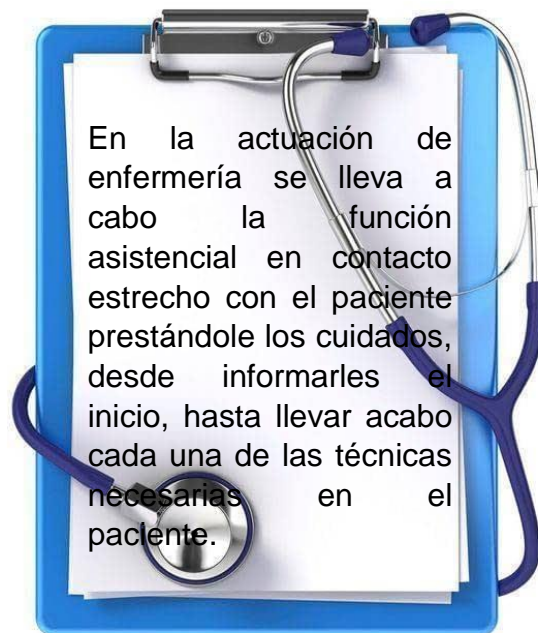 En la actuación de
enfermería se lleva a
cabo la función
asistencial en contacto
estrecho con el paciente
prestándole los cuidados,
desde informarles el
inicio, hasta llevar acabo
cada una de las técnicas
necesarias en el
paciente.